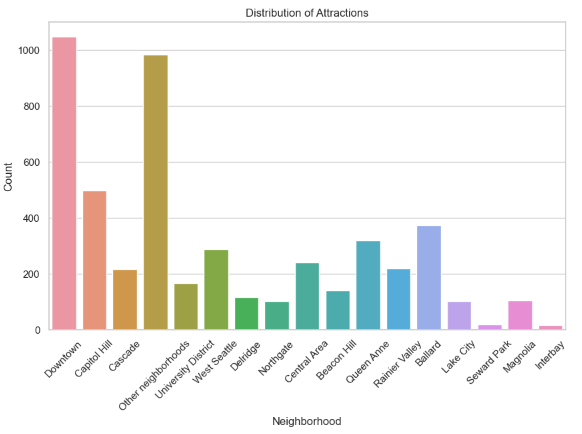 Distribution of Attractions
1000
800
600
400
200
0
Count
Downtown
Capitol Hill
Cascade
Other neighborhoods
University District
West Seattle
Delridge
Northgate
Central Area
Beacon Hill
Queen Anne
Rainier Valley
Ballard
Lake City
Seward Park
Magnolia
Interbay
Neighborhood